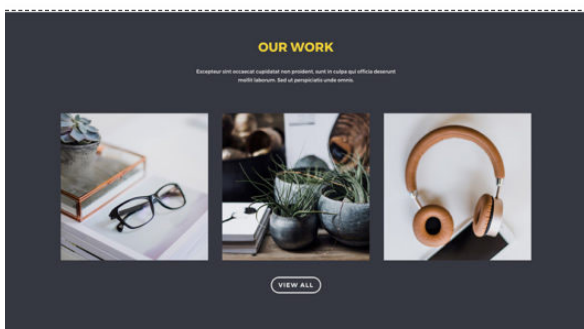 OUR WORK
Excepteur sint occaecat cupidatat non proident, sunt in culpa qui officia deserunt
mollit laborum. Sed ut perspiciatis unde omnis.
VIEW ALL